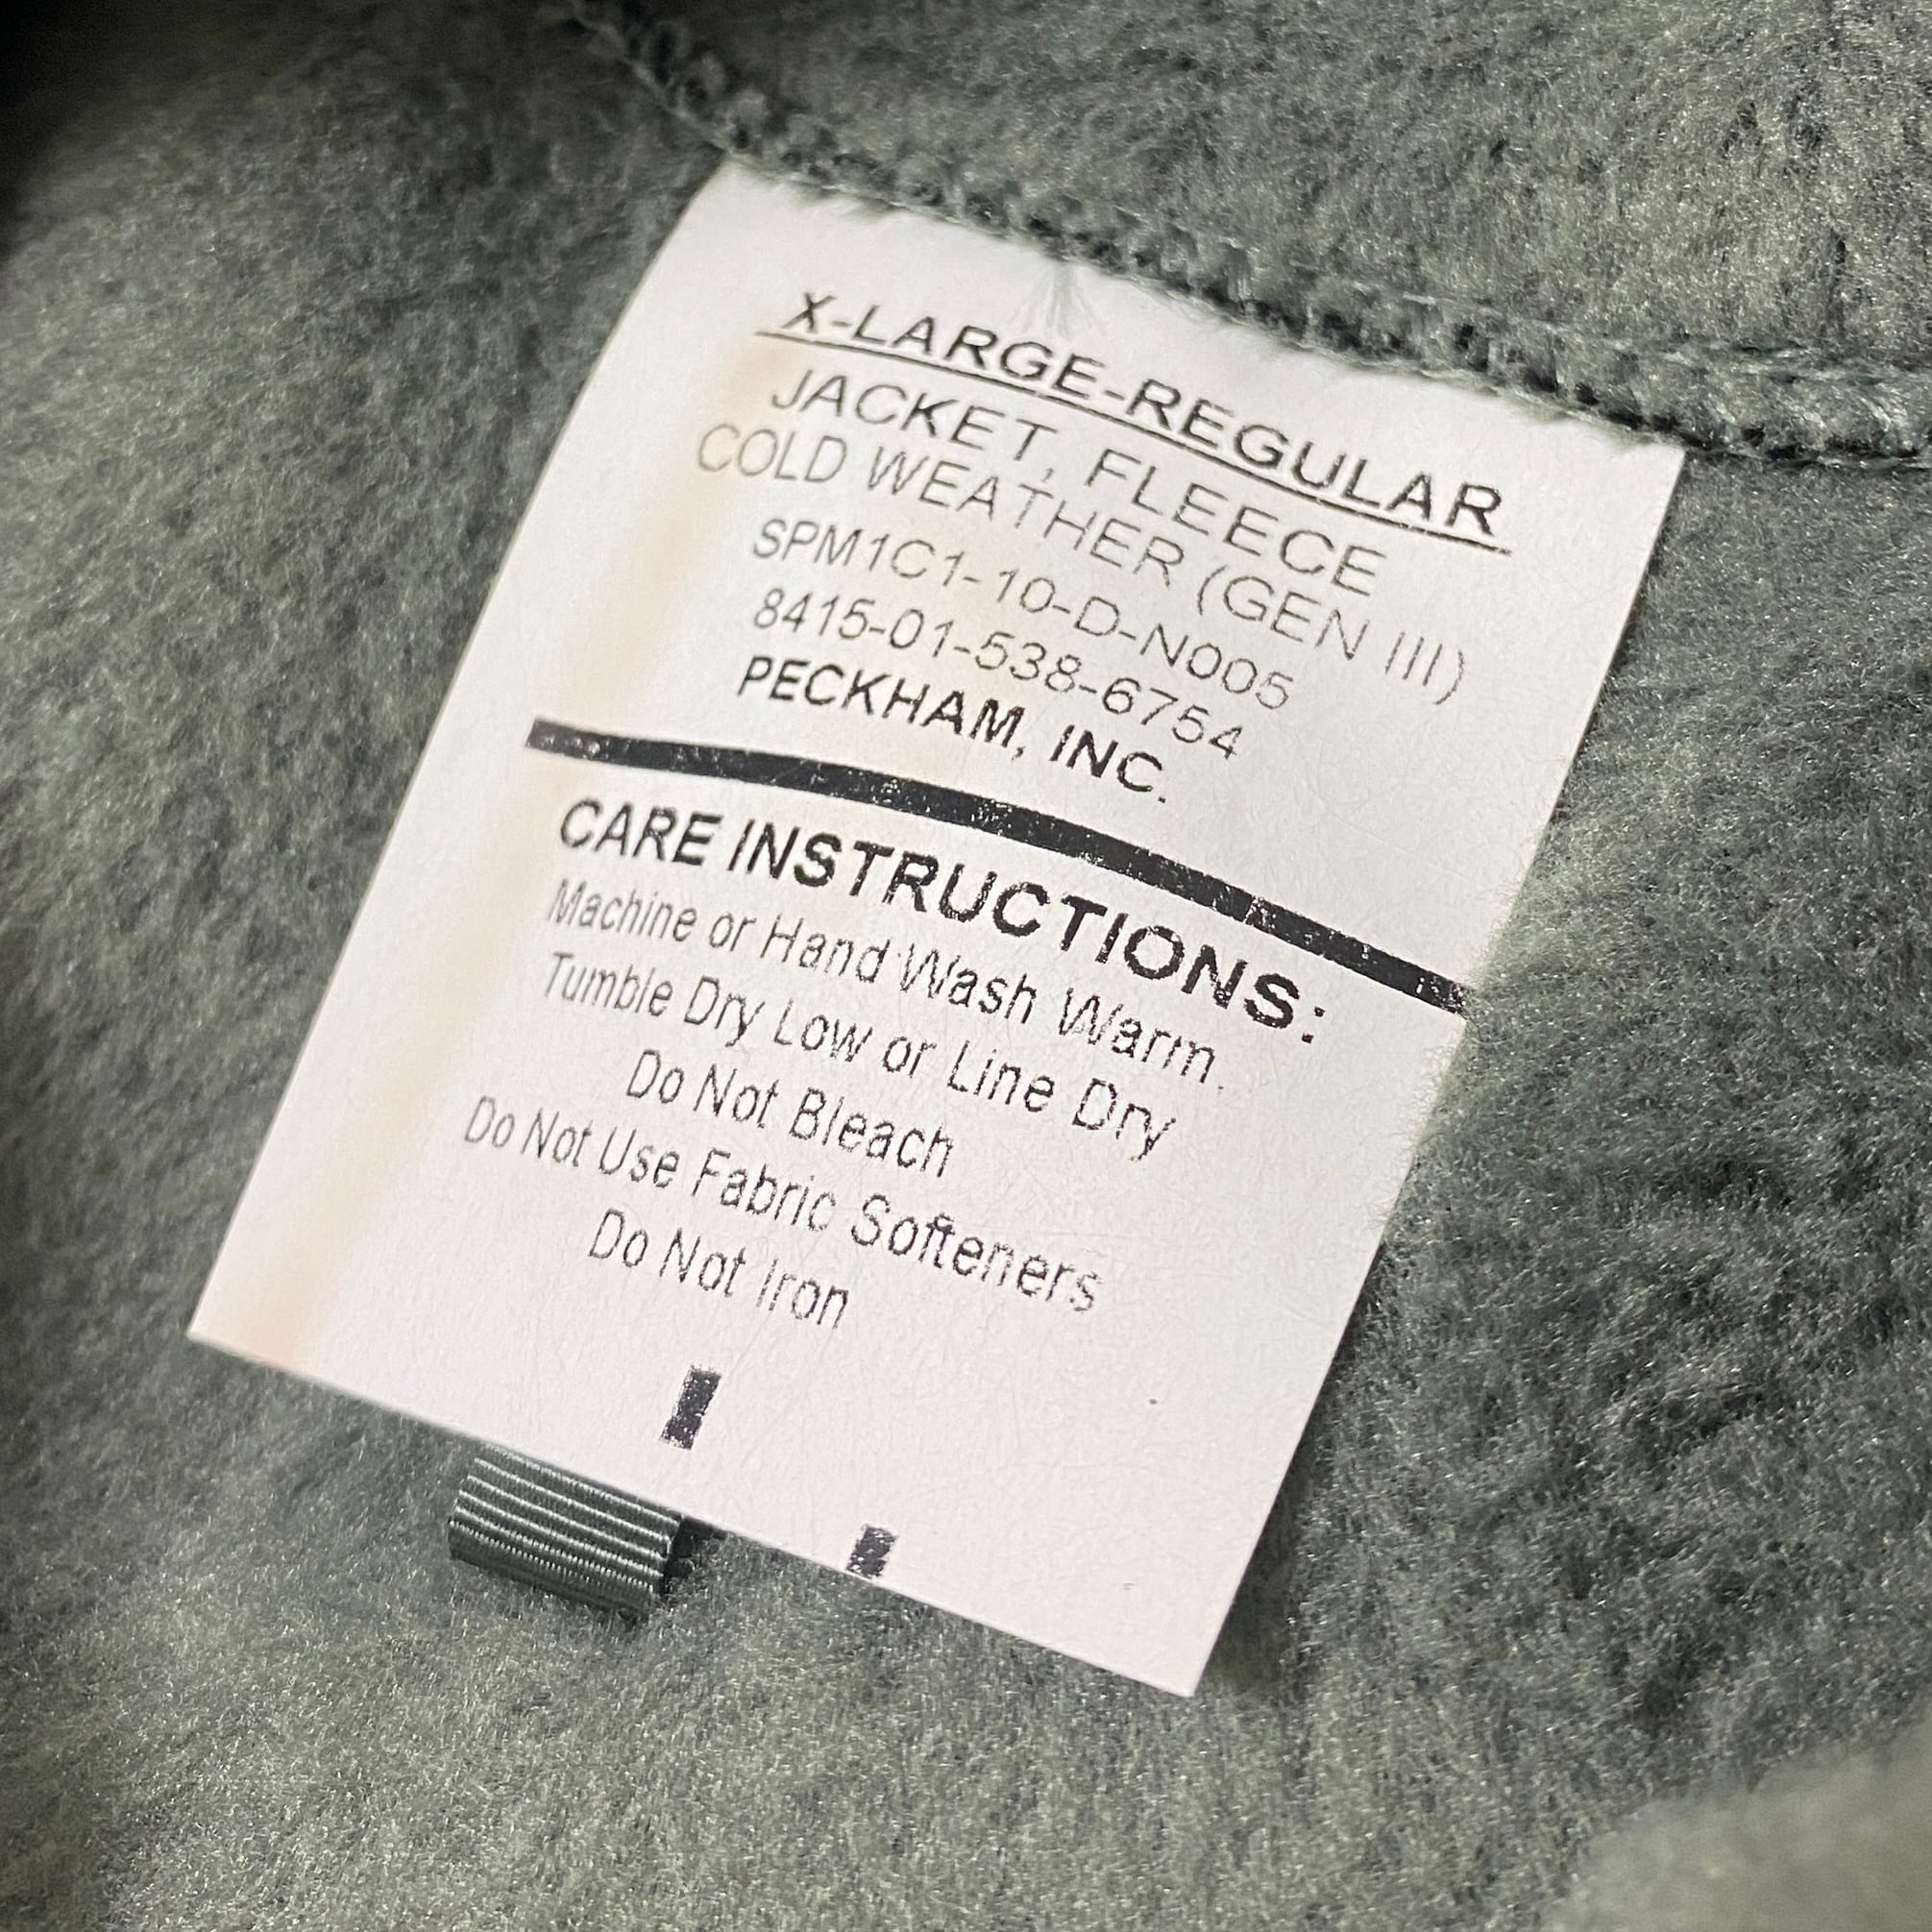 X-LARGE-REGULAR
JACKET, FLEECE
COLD WEATHER (GEN III)
SPM1C1-10-D-N005
8415-01-538-6754
PECKHAM, INC.
CARE INSTRUCTIONS:
Machine or Hand Wash Warm.
Tumble Dry Low or Line Dry
Do Not Bleach
Do Not Use Fabric Softeners
Do Not Iron